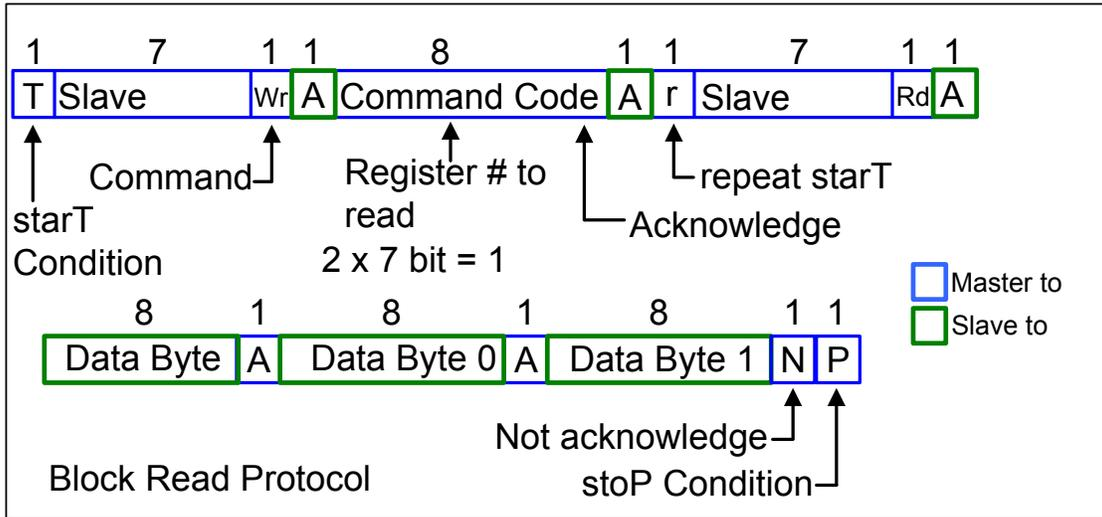 1 7 1 1 8 1 1 7 1 1
T Slave Wr A Command Code A r Slave Rd A
Command
Register # to
read
2 x 7 bit = 1
repeat starT
Acknowledge
starT
Condition
Master to
Slave to
8 1 8 1 8 1 1
Data Byte A Data Byte 0 A Data Byte 1 N P
Not acknowledge
stoP Condition
Block Read Protocol